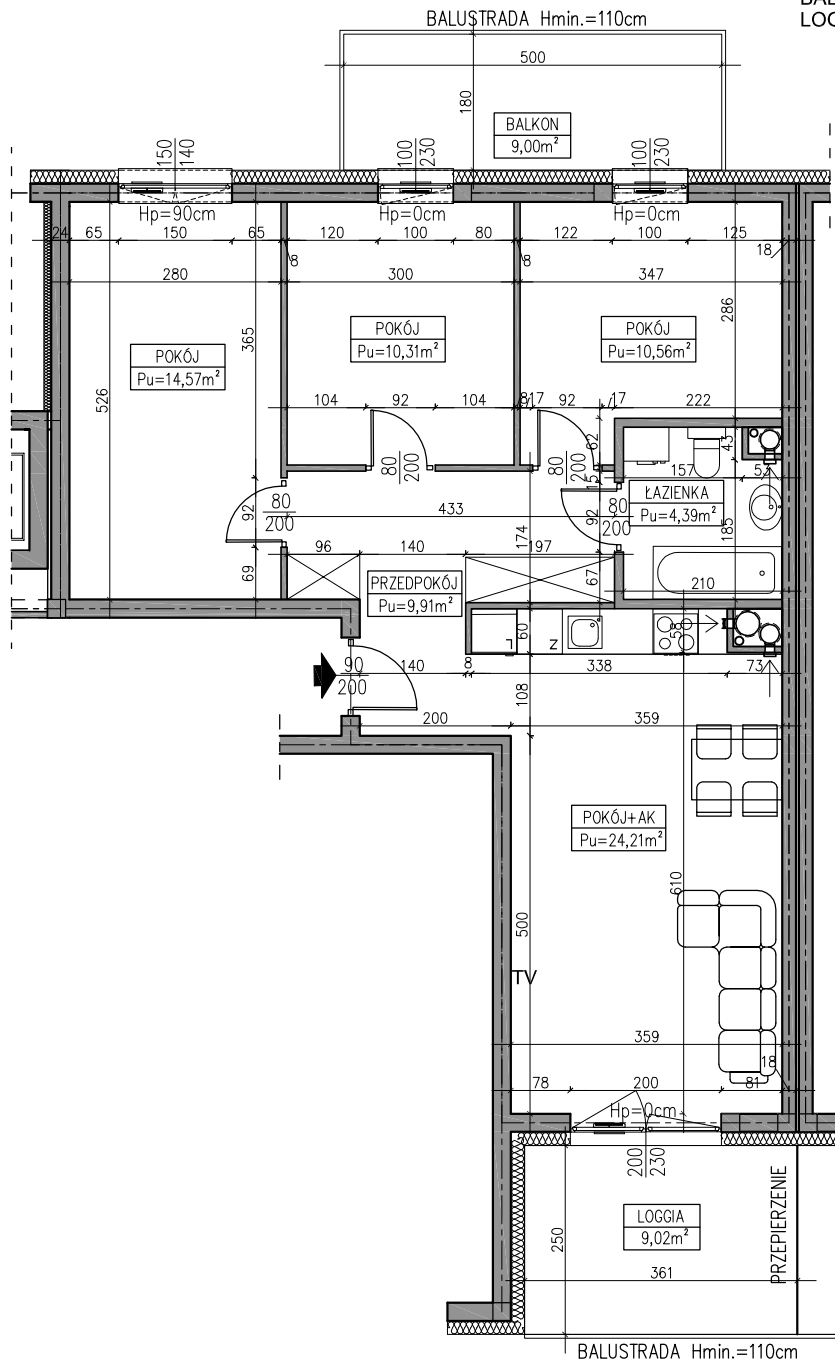 BAL
LOG
BALUSTRADA Hmin.=110cm
500
180
BALKON
9,00m²
150
140
100
230
100
230
Hp=90cm
Hp=0cm
Hp=0cm
24 65 150 65 120 100 80 122 100 125
8 8 18
280 300 347
365
286
POKÓJ
Pu=14,57m²
POKÓJ
Pu=10,31m²
POKÓJ
Pu=10,56m²
526
104 92 104 8 17 92 17 222
62
43
80
200
80
200
15
157 53
ŁAZIENKA
Pu=4,39m²
80
200
433
80
200
92
174
92
185
96 140 197
69
67
PRZEDPOKÓJ
Pu=9,91m²
210
60
Z
58
90
200
140 8 338 73
108
200 359
POKÓJ+AK
Pu=24,21m²
610
500
TV
359
18
78 200 81
Hp=0cm
200
230
LOGGIA
9,02m²
250
361
PRZEPIERZENIE
BALUSTRADA Hmin.=110cm